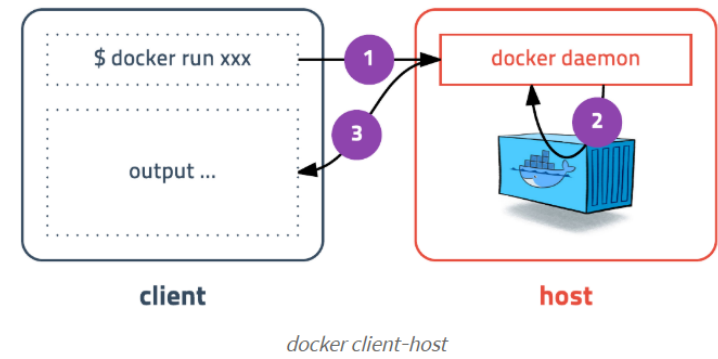 $ docker run xxx
1
docker daemon
3
2
output ...
client
host
docker client-host